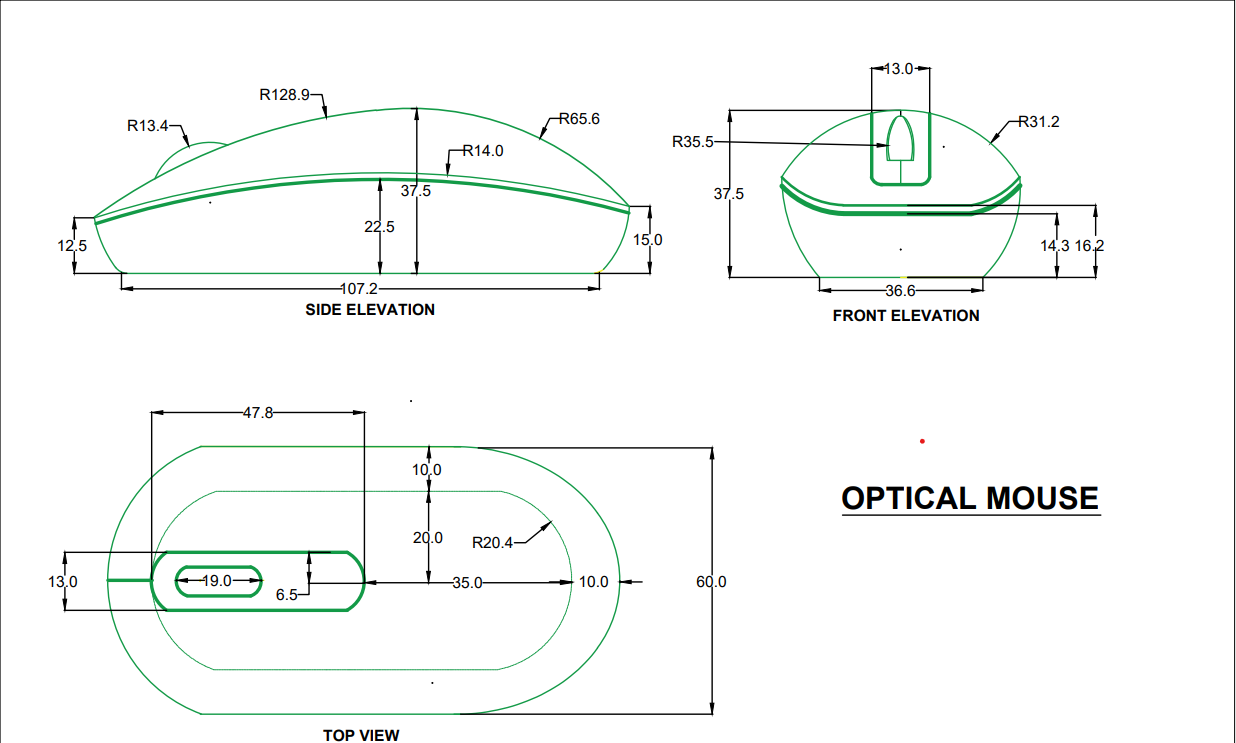 13.0
R128.9
R65.6
R13.4
R31.2
R14.0
R35.5
37.5
37.5
22.5
12.5
15.0
14.3
16.2
107.2
36.6
SIDE ELEVATION
FRONT ELEVATION
47.8
10.0
OPTICAL MOUSE
20.0
R20.4
13.0
19.0
6.5
35.0
10.0
60.0
TOP VIEW